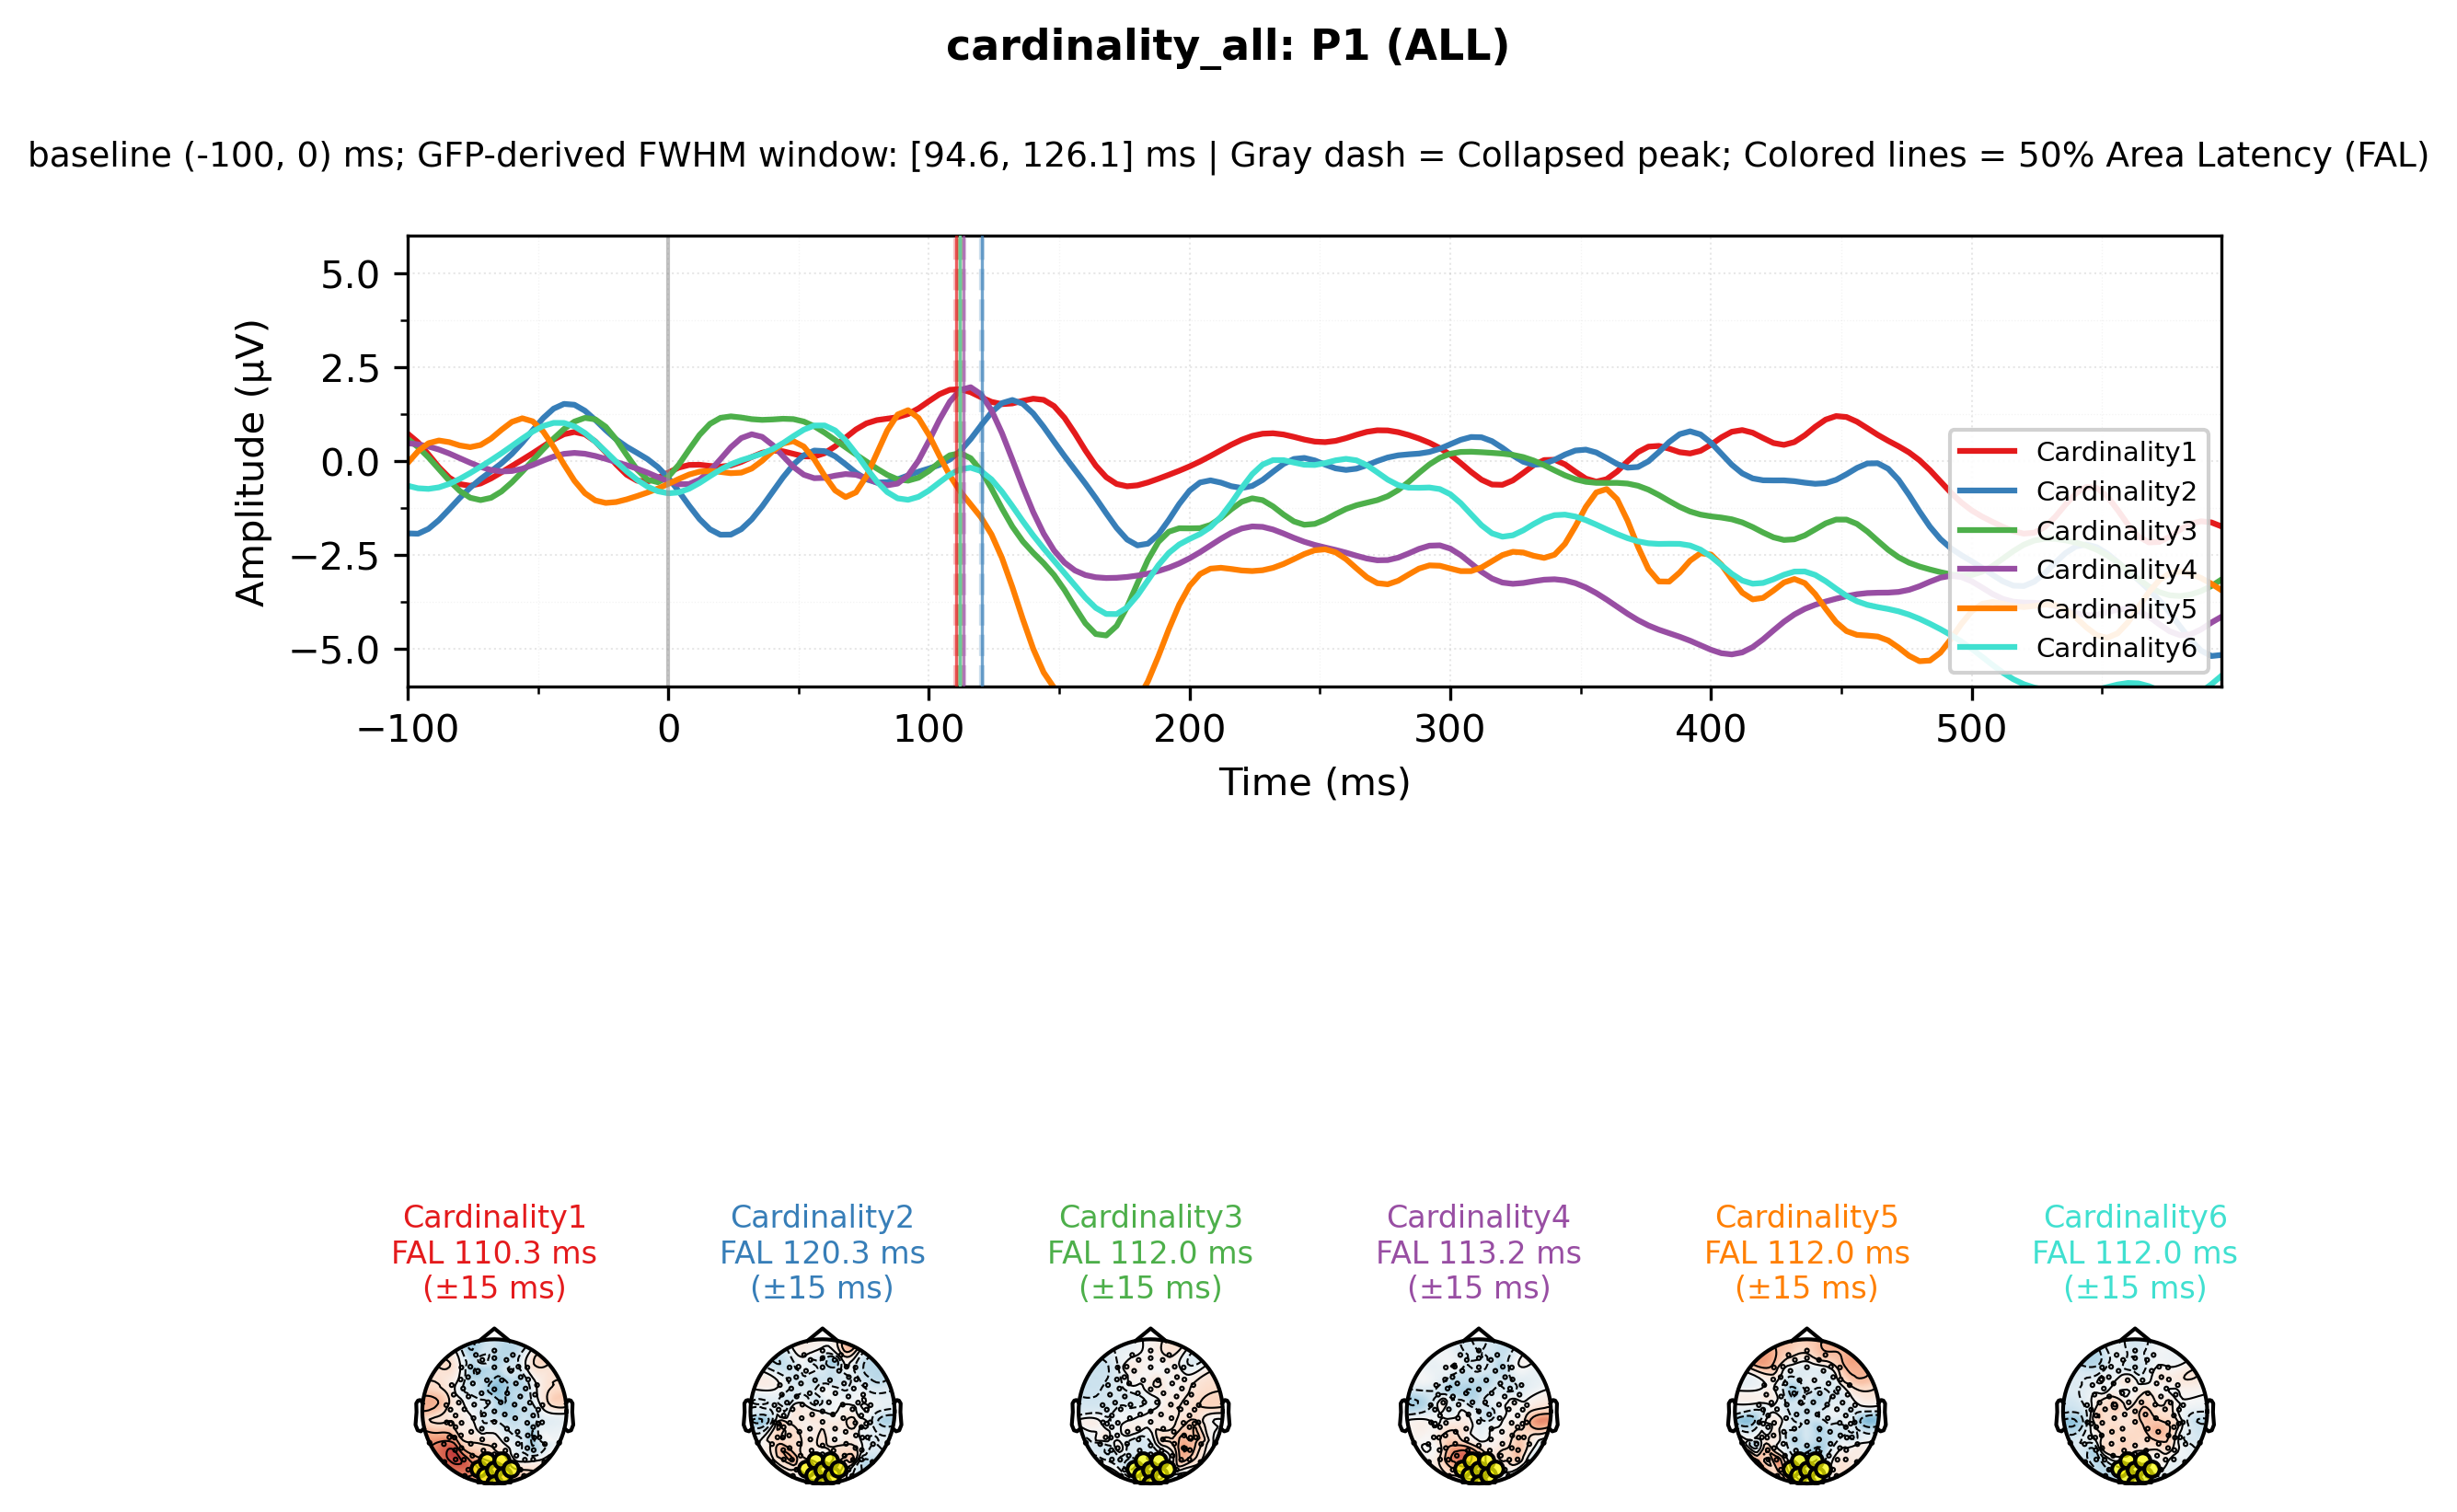 cardinality_all: P1 (ALL)
baseline (-100, 0) ms; GFP-derived FWHM window: [94.6, 126.1] ms | Gray dash = Collapsed peak; Colored lines = 50% Area Latency (FAL)
Amplitude (µV)
5.0
2.5
0.0
−2.5
−5.0
Cardinality1
Cardinality2
Cardinality3
Cardinality4
Cardinality5
Cardinality6
−100 0 100 200 300 400 500
Time (ms)
Cardinality1 Cardinality2 Cardinality3 Cardinality4 Cardinality5 Cardinality6
FAL 110.3 ms FAL 120.3 ms FAL 112.0 ms FAL 113.2 ms FAL 112.0 ms FAL 112.0 ms
(±15 ms) (±15 ms) (±15 ms) (±15 ms) (±15 ms) (±15 ms)